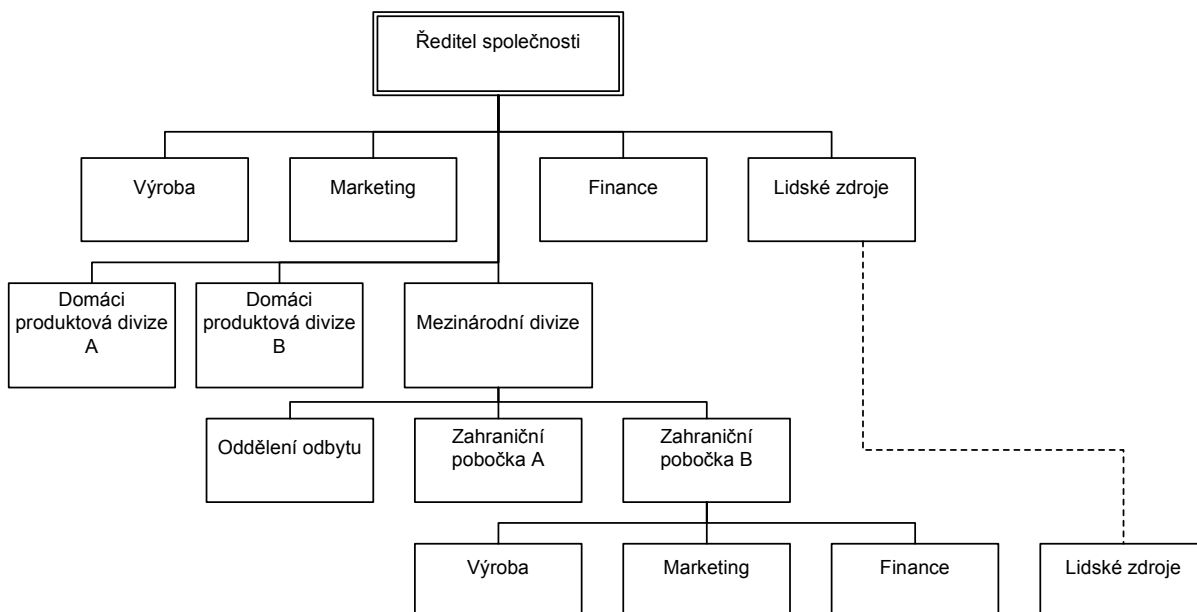 Ředitel společnosti
Výroba
Marketing
Finance
Lidské zdroje
Domáci
produktová divize
A
Domáci
produktová divize
B
Mezinárodní divize
Oddělení odbytu
Zahraniční
pobočka A
Zahraniční
pobočka B
Výroba
Marketing
Finance
Lidské zdroje